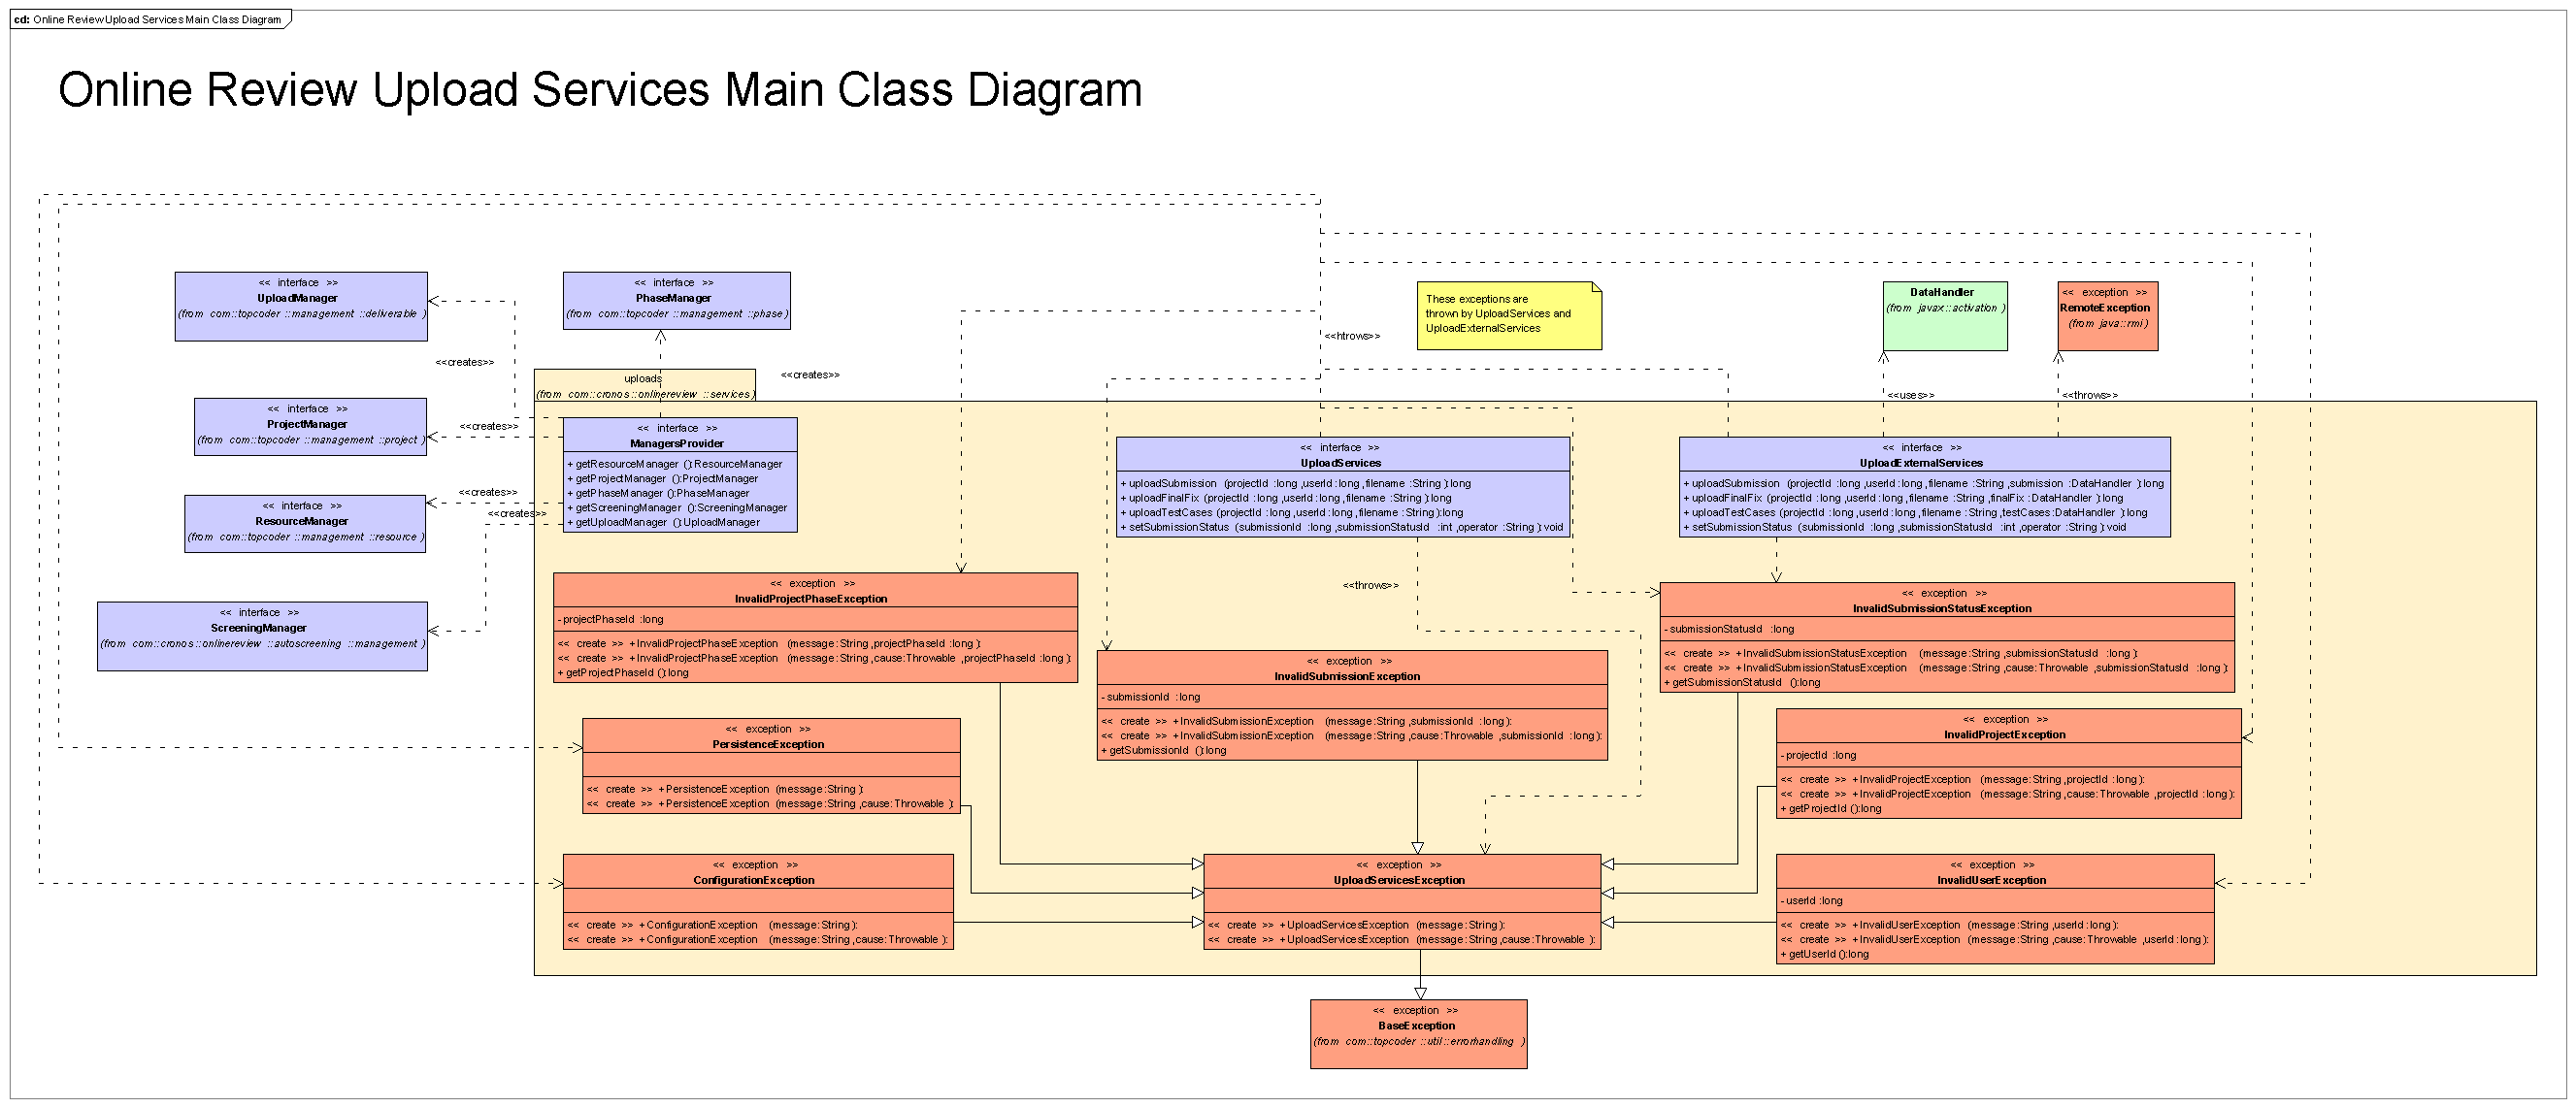 cd: Online Review Upload Services Main Class Diagram
Online Review Upload Services Main Class Diagram
<< interface >>
UploadManager
(from com::topcoder::management::deliverable)
<< interface >>
PhaseManager
(from com::topcoder::management::phase)
These exceptions are
thrown by UploadServices and
UploadExternalServices
DataHandler
(from javax::activation)
<< exception >>
RemoteException
(from java::rmi)
<<htrows>>
<<creates>>
<<creates>>
<<uses>>
<<throws>>
uploads
(from com::cronos::onlinereview::services)
<< interface >>
ProjectManager
(from com::topcoder::management::project)
<<creates>>
<< interface >>
ManagersProvider
+ getResourceManager():ResourceManager
+ getProjectManager():ProjectManager
+ getPhaseManager():PhaseManager
+ getScreeningManager():ScreeningManager
+ getUploadManager():UploadManager
<< interface >>
UploadServices
+ uploadSubmission(projectId:long,userId:long,filename:String):long
+ uploadFinalFix(projectId:long,userId:long,filename:String):long
+ uploadTestCases(projectId:long,userId:long,filename:String):long
+ setSubmissionStatus(submissionId:long,submissionStatusId:int,operator:String):void
<< interface >>
UploadExternalServices
+ uploadSubmission(projectId:long,userId:long,filename:String,submission:DataHandler):long
+ uploadFinalFix(projectId:long,userId:long,filename:String,finalFix:DataHandler):long
+ uploadTestCases(projectId:long,userId:long,filename:String,testCases:DataHandler):long
+ setSubmissionStatus(submissionId:long,submissionStatusId:int,operator:String):void
<< interface >>
ResourceManager
(from com::topcoder::management::resource)
<<creates>>
<<creates>>
<< interface >>
ScreeningManager
(from com::cronos::onlinereview::autoscreening::management)
<< exception >>
InvalidProjectPhaseException
- projectPhaseId:long
<< create >> +InvalidProjectPhaseException(message:String,projectPhaseId:long):
<< create >> +InvalidProjectPhaseException(message:String,cause:Throwable,projectPhaseId:long):
+ getProjectPhaseId():long
<<throws>>
<< exception >>
InvalidSubmissionStatusException
- submissionStatusId:long
<< create >> +InvalidSubmissionStatusException(message:String,submissionStatusId:long):
<< create >> +InvalidSubmissionStatusException(message:String,cause:Throwable,submissionStatusId:long):
+ getSubmissionStatusId():long
<< exception >>
InvalidSubmissionException
- submissionId:long
<< create >> +InvalidSubmissionException(message:String,submissionId:long):
<< create >> +InvalidSubmissionException(message:String,cause:Throwable,submissionId:long):
+ getSubmissionId():long
<< exception >>
PersistenceException
<< create >> +PersistenceException(message:String):
<< create >> +PersistenceException(message:String,cause:Throwable):
<< exception >>
InvalidProjectException
- projectId:long
<< create >> +InvalidProjectException(message:String,projectId:long):
<< create >> +InvalidProjectException(message:String,cause:Throwable,projectId:long):
+ getProjectId():long
<< exception >>
ConfigurationException
<< create >> +ConfigurationException(message:String):
<< create >> +ConfigurationException(message:String,cause:Throwable):
<< exception >>
UploadServicesException
<< create >> +UploadServicesException(message:String):
<< create >> +UploadServicesException(message:String,cause:Throwable):
<< exception >>
InvalidUserException
- userId:long
<< create >> +InvalidUserException(message:String,userId:long):
<< create >> +InvalidUserException(message:String,cause:Throwable,userId:long):
+ getUserId():long
<< exception >>
BaseException
(from com::topcoder::util::errorhandling)